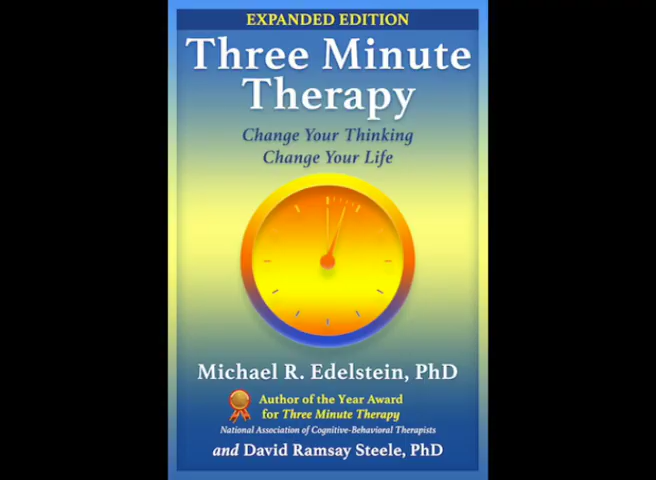 EXPANDED EDITION
Three Minute
Therapy
Change Your Thinking
Change Your Life
Michael R. Edelstein, PhD
Author of the Year Award
for Three Minute Therapy
National Association of Cognitive-Behavioral Therapists
and David Ramsay Steele, PhD